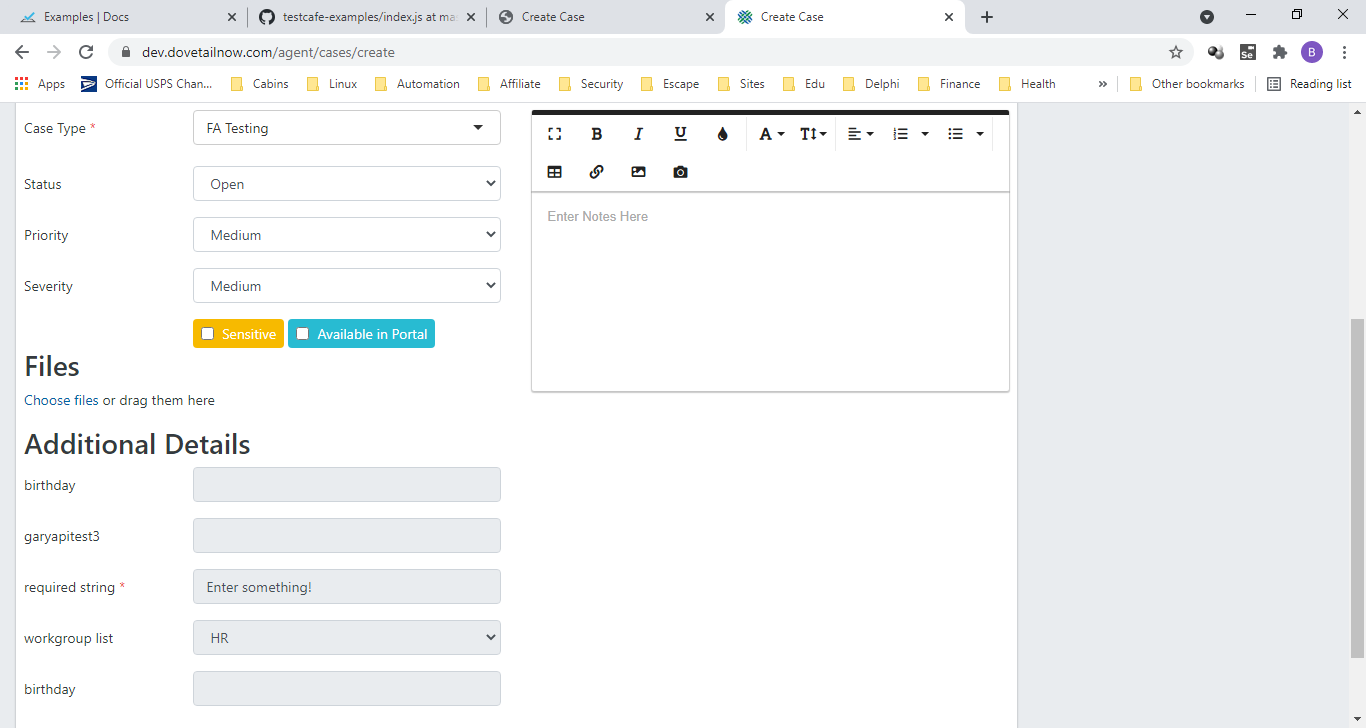 Examples | Docs
testcafe-examples/index.js at ma
Create Case
Create Case
dev.dovetailnow.com/agent/cases/create
Se
B
Apps
Official USPS Chan...
Cabins
Linux
Automation
Affiliate
Security
Escape
Sites
Edu
Delphi
Finance
Health
»
Other bookmarks
Reading list
Case Type *
FA Testing
Status
Open
Priority
Medium
Severity
Medium
Sensitive
Available in Portal
B I U A T
Enter Notes Here
Files
Choose files or drag them here
Additional Details
birthday
garyapitest3
required string *
Enter something!
workgroup list
HR
birthday